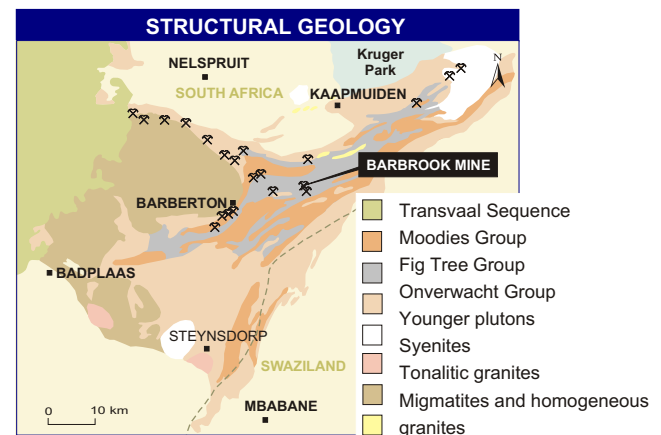 STRUCTURAL GEOLOGY
NELSPRUIT
Kruger
Park
N
SOUTH AFRICA
KAAPMUIDEN
BARBROOK MINE
BARBERTON
BADPLAAS
STEYNSDORP
SWAZILAND
MBABANE
0 10 km
Transvaal Sequence
Moodies Group
Fig Tree Group
Onverwacht Group
Younger plutons
Syenites
Tonalitic granites
Migmatites and homogeneous
granites